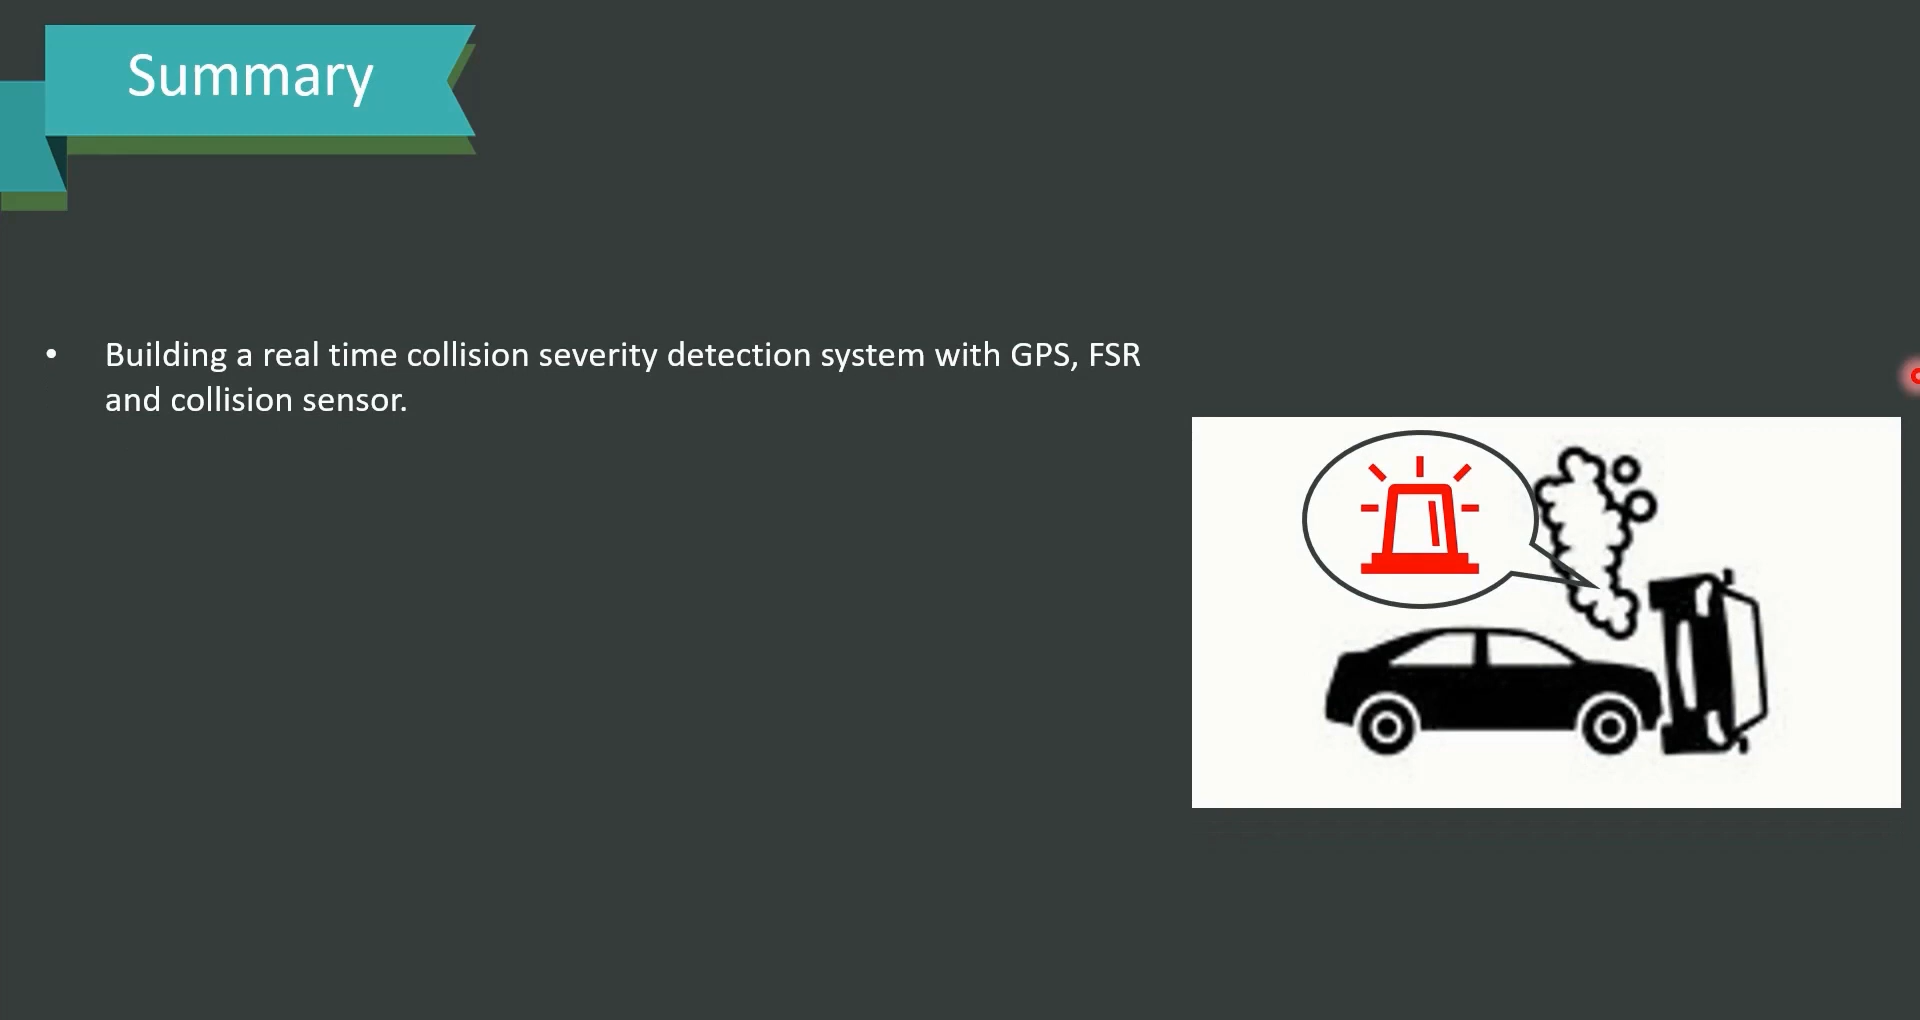 Summary
• Building a real time collision severity detection system with GPS, FSR
and collision sensor.